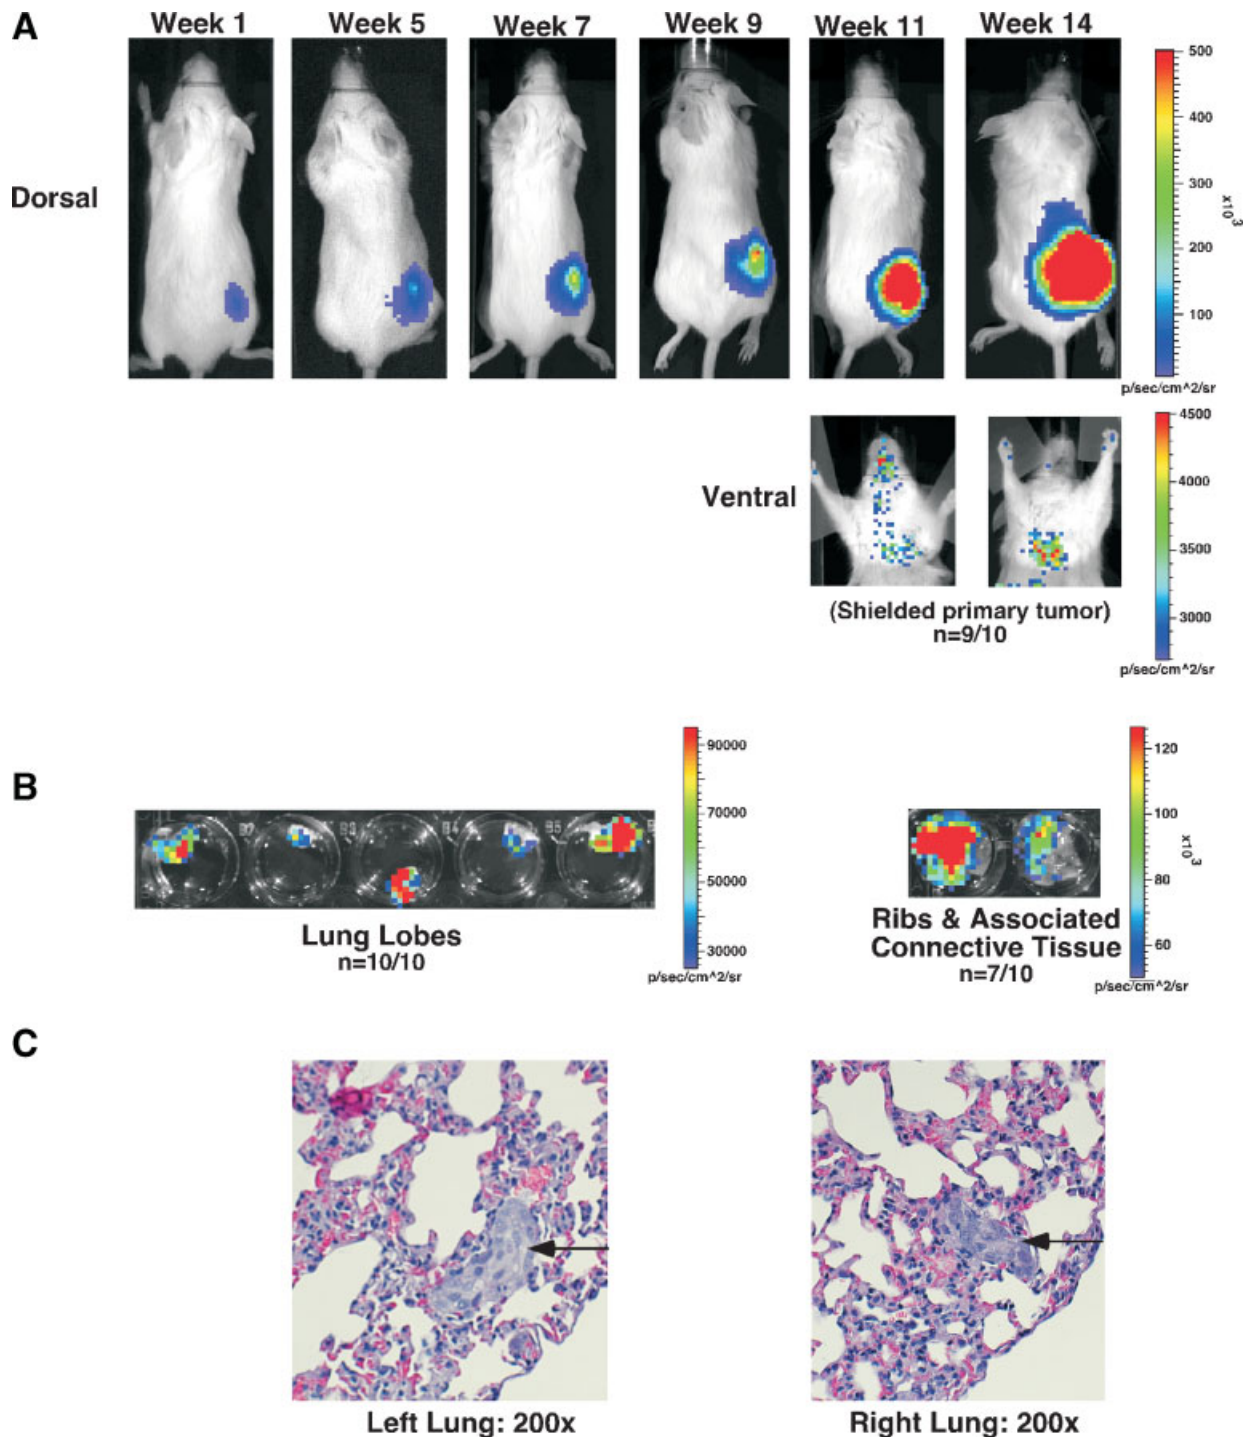 A
Week 1
Week 5
Week 7
Week 9
Week 11
Week 14
Dorsal
500
400
300
200
100
x10^3
p/sec/cm^2/sr
Ventral
4500
4000
3500
3000
(Shielded primary tumor)
n=9/10
p/sec/cm^2/sr
B
B3
B4
B5
90000
70000
50000
30000
p/sec/cm^2/sr
Lung Lobes
n=10/10
120
100
80
60
x10^3
p/sec/cm^2/sr
Ribs & Associated
Connective Tissue
n=7/10
C
Left Lung: 200x
Right Lung: 200x